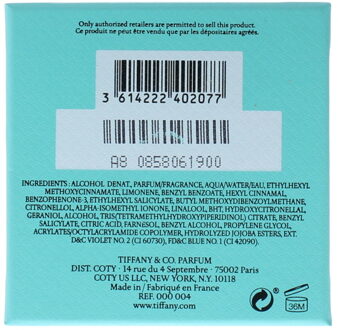 Only authorized retailers are permitted to sell this product.
Ce produit ne peut être vendu que par les dépositaires agréés.
3 614222 402077
A8 0858061900
INGREDIENTS : ALCOHOL DENAT., PARFUM/FRAGRANCE, AQUA/WATER/EAU, ETHYLHEXYL
METHOXYCINNAMATE, LIMONENE, BENZYL BENZOATE, HEXYL CINNAMAL,
BENZOPHENONE-3, ETHYLHEXYL SALICYLATE, BUTYL METHOXYDIBENZOYLMETHANE,
CITRONELLOL, ALPHA-ISOMETHYL IONONE, LINALOOL, BHT, HYDROXYCITRONELLAL,
GERANIOL, ALCOHOL, TRIS(TETRAMETHYLHYDROXYPIPERIDINOL) CITRATE, BENZYL
SALICYLATE, CITRIC ACID, FARNESOL, BENZYL ALCOHOL, PROPYLENE GLYCOL,
ACRYLATES/OCTYLACRYLAMIDE COPOLYMER, HYDROLYZED JOJOBA ESTERS, EXT.
D&C VIOLET NO. 2 (CI 60730), FD&C BLUE NO. 1 (CI 42090).
TIFFANY & CO. PARFUM
DIST. COTY - 14 rue du 4 Septembre - 75002 Paris
COTY US LLC, NEW YORK, N.Y. 10118
Made in / Fabriqué en France
REF. 000 004
www.tiffany.com
36M